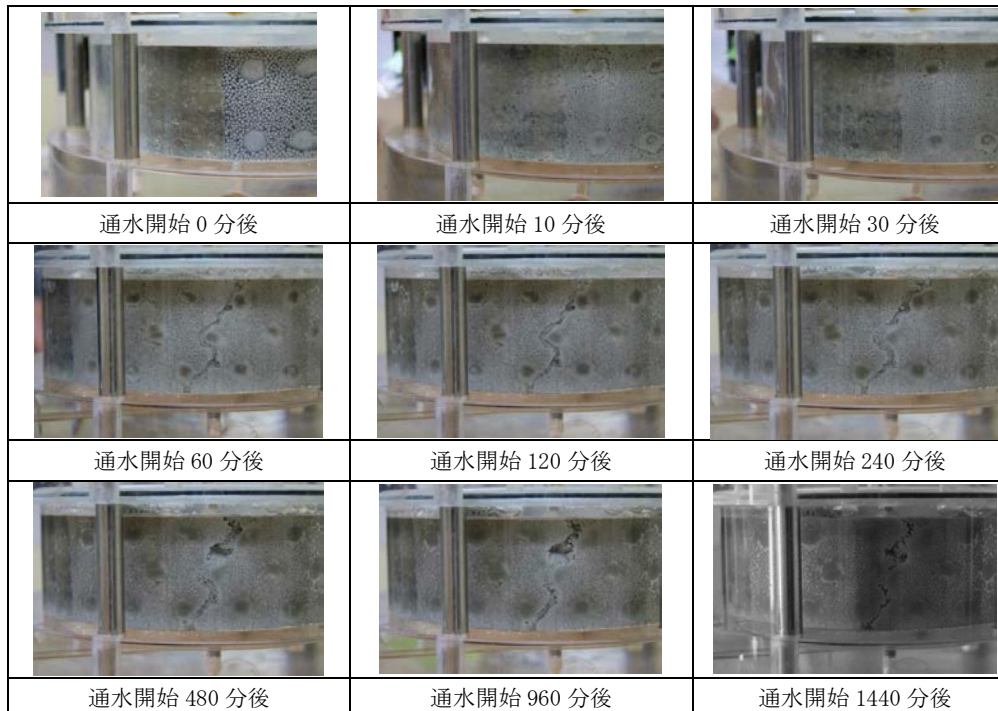 通水開始 0 分後
通水開始 10 分後
通水開始 30 分後
通水開始 60 分後
通水開始 120 分後
通水開始 240 分後
通水開始 480 分後
通水開始 960 分後
通水開始 1440 分後